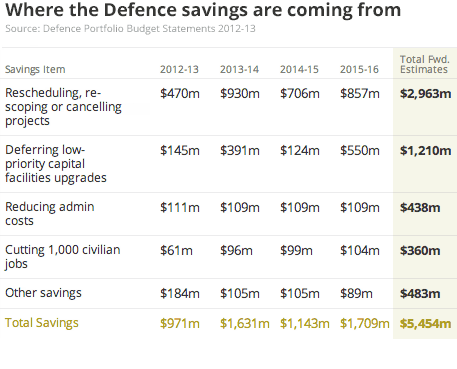 Where the Defence savings are coming from
Source: Defence Portfolio Budget Statements 2012-13
Total Fwd.
Savings Item 2012-13 2013-14 2014-15 2015-16 Estimates
Rescheduling, re- $470m $930m $706m $857m $2,963m
scoping or cancelling
projects
Deferring low- $145m $391m $124m $550m $1,210m
priority capital
facilities upgrades
Reducing admin $111m $109m $109m $109m $438m
costs
Cutting 1,000 civilian $61m $96m $99m $104m $360m
jobs
Other savings $184m $105m $105m $89m $483m
Total Savings $971m $1,631m $1,143m $1,709m $5,454m